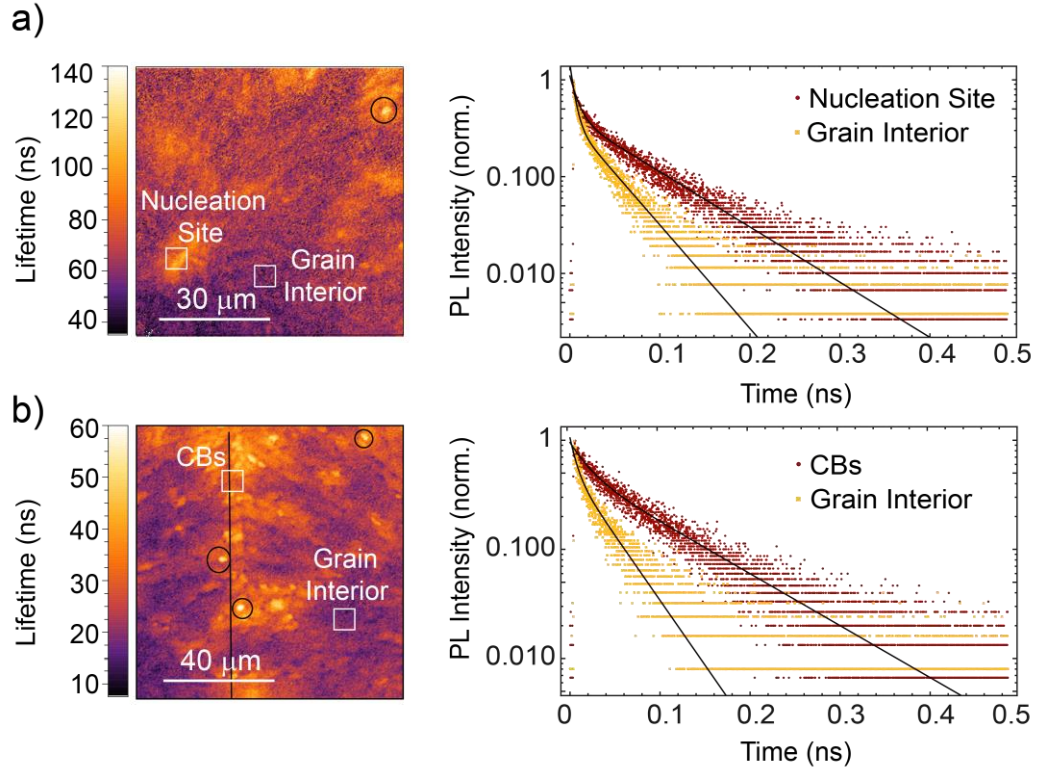 a)
Lifetime (ns)
140
120
100
80
60
40
Nucleation
Site
Grain
Interior
30 μm
PL Intensity (norm.)
1
0.100
0.010
Nucleation Site
Grain Interior
0
0.1
0.2
0.3
0.4
0.5
Time (ns)
b)
Lifetime (ns)
60
50
40
30
20
10
CBs
Grain
Interior
40 μm
PL Intensity (norm.)
1
0.100
0.010
CBs
Grain Interior
0
0.1
0.2
0.3
0.4
0.5
Time (ns)